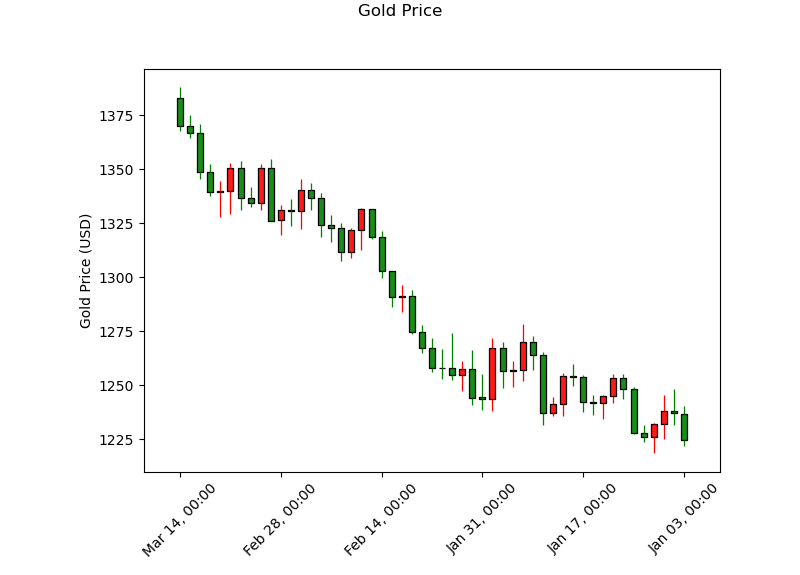 Gold Price
Gold Price (USD)
1375
1350
1325
1300
1275
1250
1225
Mar 14, 00:00
Feb 28, 00:00
Feb 14, 00:00
Jan 31, 00:00
Jan 17, 00:00
Jan 03, 00:00